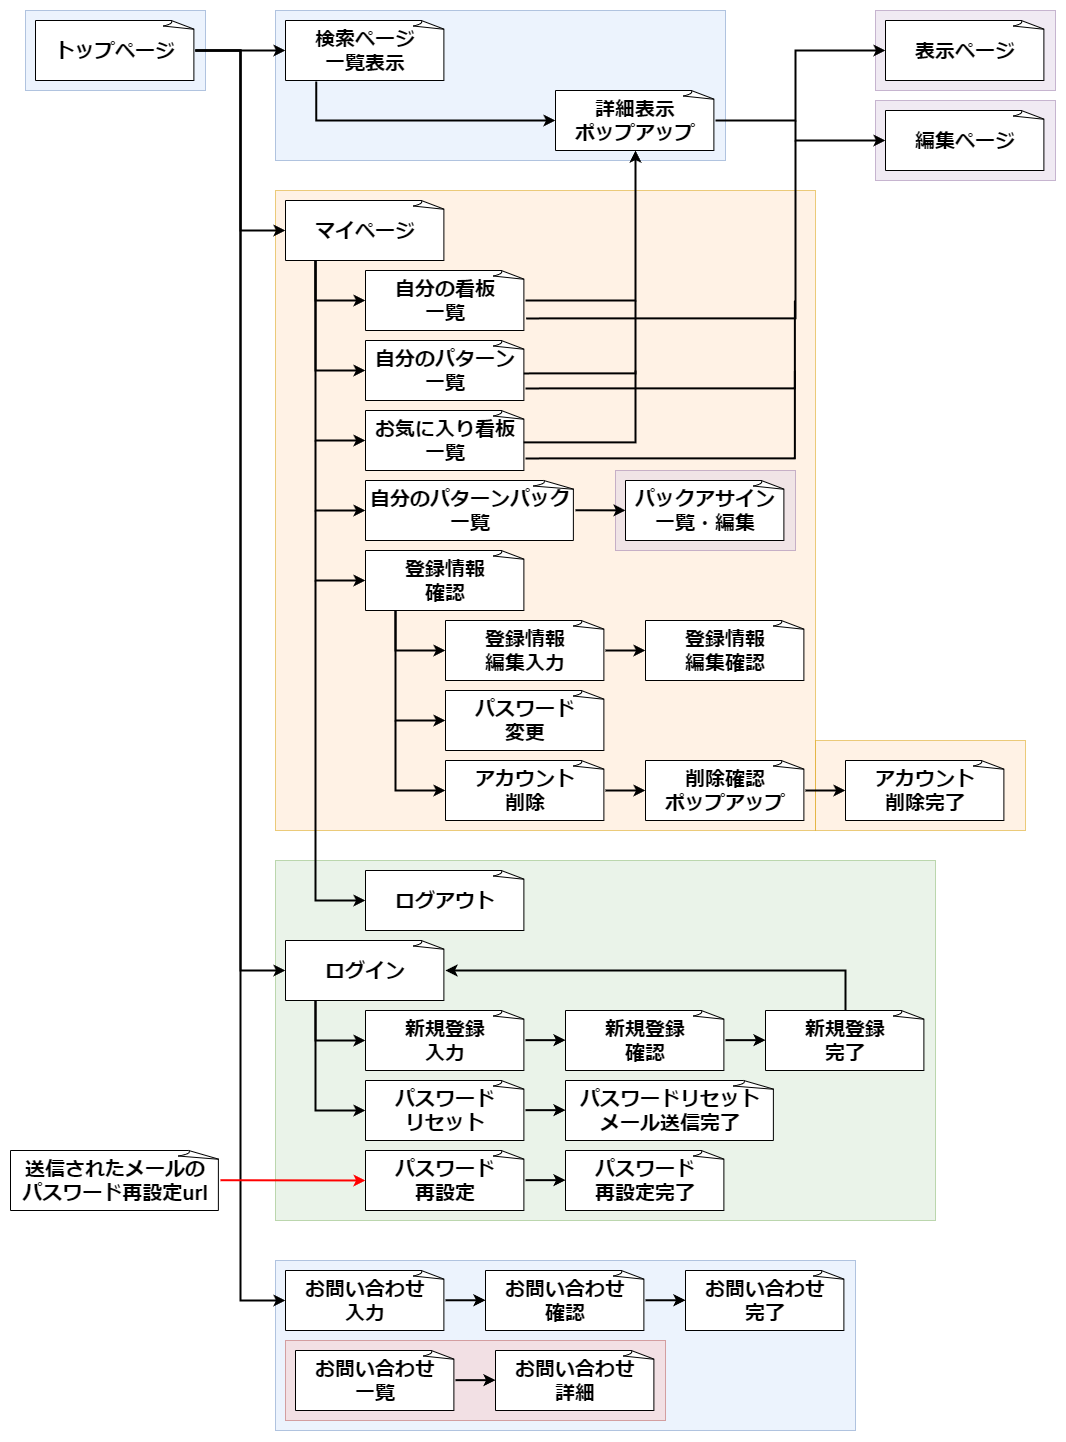 トップページ
検索ページ
一覧表示
詳細表示
ポップアップ
表示ページ
編集ページ
マイページ
自分の看板
一覧
自分のパターン
一覧
お気に入り看板
一覧
自分のパターンパック
一覧
パックアサイン
一覧・編集
登録情報
確認
登録情報
編集入力
登録情報
編集確認
パスワード
変更
アカウント
削除
削除確認
ポップアップ
アカウント
削除完了
ログアウト
ログイン
新規登録
入力
新規登録
確認
新規登録
完了
パスワード
リセット
パスワードリセット
メール送信完了
送信されたメールの
パスワード再設定url
パスワード
再設定
パスワード
再設定完了
お問い合わせ
入力
お問い合わせ
確認
お問い合わせ
完了
お問い合わせ
一覧
お問い合わせ
詳細